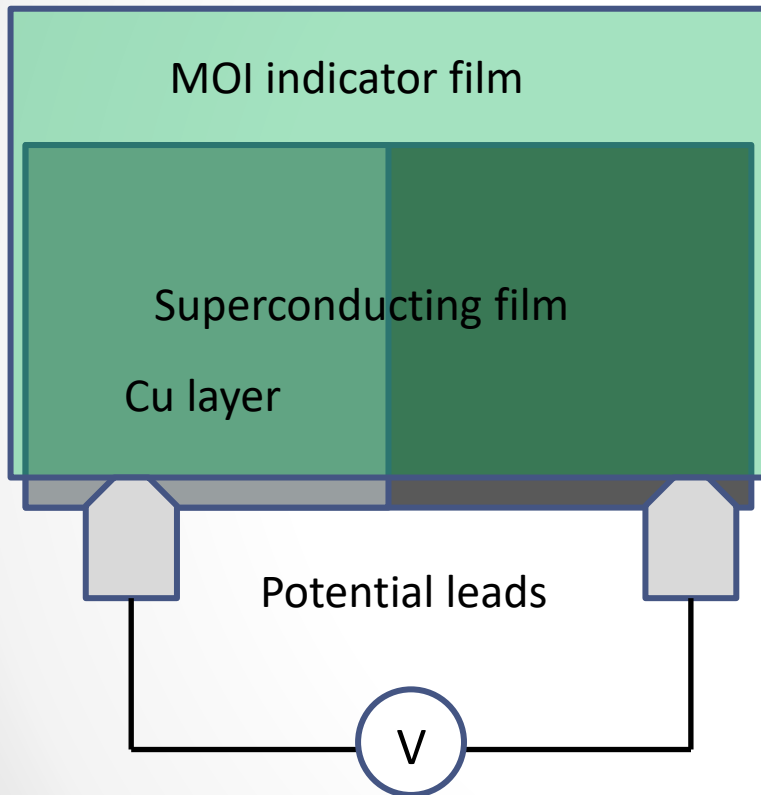 MOI indicator film
Superconducting film
Cu layer
Potential leads
V